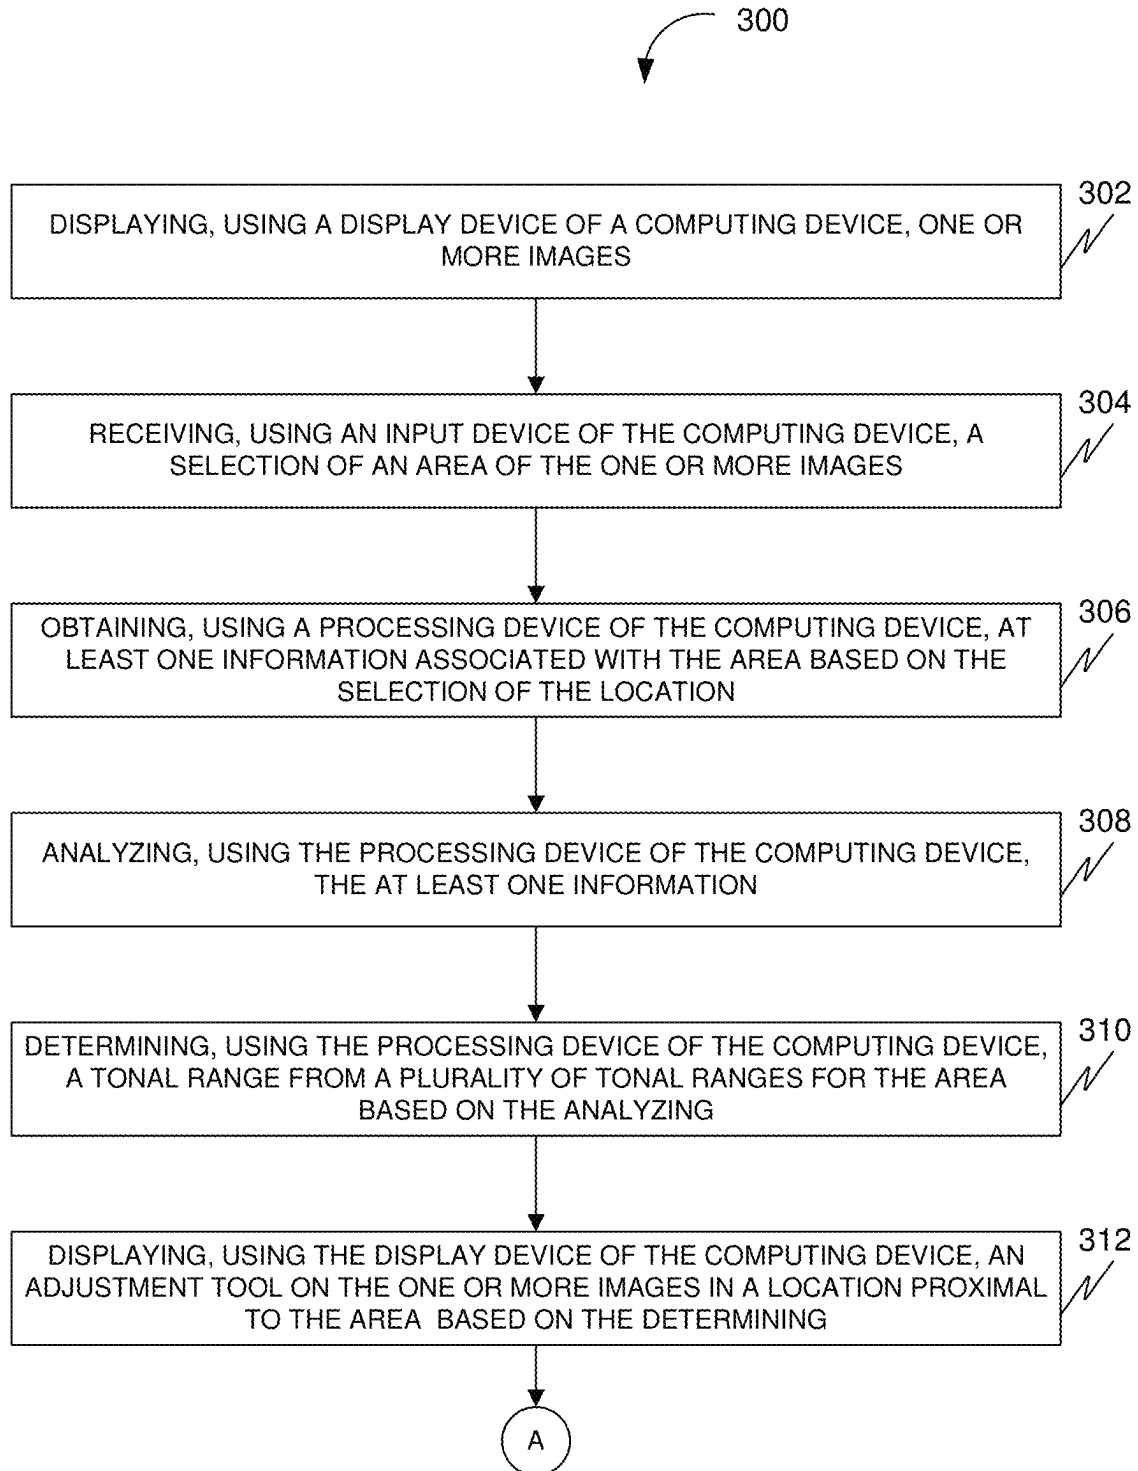 300
302
DISPLAYING, USING A DISPLAY DEVICE OF A COMPUTING DEVICE, ONE OR
MORE IMAGES
304
RECEIVING, USING AN INPUT DEVICE OF THE COMPUTING DEVICE, A
SELECTION OF AN AREA OF THE ONE OR MORE IMAGES
306
OBTAINING, USING A PROCESSING DEVICE OF THE COMPUTING DEVICE, AT
LEAST ONE INFORMATION ASSOCIATED WITH THE AREA BASED ON THE
SELECTION OF THE LOCATION
308
ANALYZING, USING THE PROCESSING DEVICE OF THE COMPUTING DEVICE,
THE AT LEAST ONE INFORMATION
310
DETERMINING, USING THE PROCESSING DEVICE OF THE COMPUTING DEVICE,
A TONAL RANGE FROM A PLURALITY OF TONAL RANGES FOR THE AREA
BASED ON THE ANALYZING
312
DISPLAYING, USING THE DISPLAY DEVICE OF THE COMPUTING DEVICE, AN
ADJUSTMENT TOOL ON THE ONE OR MORE IMAGES IN A LOCATION PROXIMAL
TO THE AREA BASED ON THE DETERMINING
A